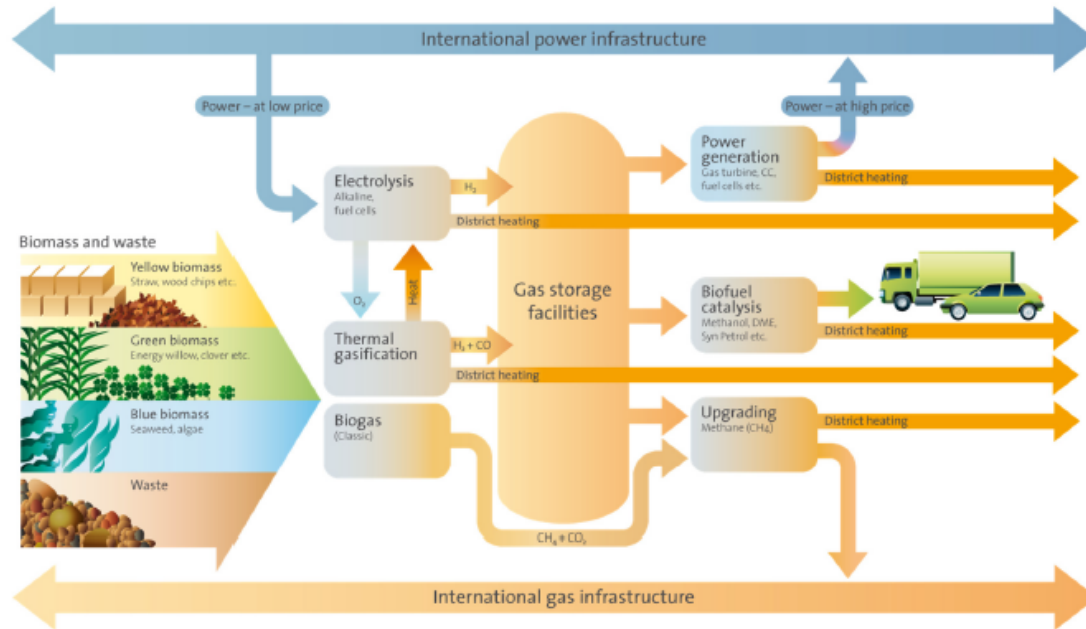 International power infrastructure
Power – at low price
Power – at high price
Power
generation
Gas turbine, CC,
fuel cells etc.
District heating
Electrolysis
Alkaline,
fuel cells
H₂
District heating
Biomass and waste
Yellow biomass
Straw, wood chips etc.
O₂
Heat
Gas storage
facilities
Biofuel
catalysis
Methanol, DME,
Syn Petrol etc.
District heating
Green biomass
Energy willow, clover etc.
Thermal
gasification
H₂ + CO
District heating
Blue biomass
Seaweed, algae
Biogas
(Classic)
Upgrading
Methane (CH4)
District heating
Waste
CH₄ + CO₂
International gas infrastructure